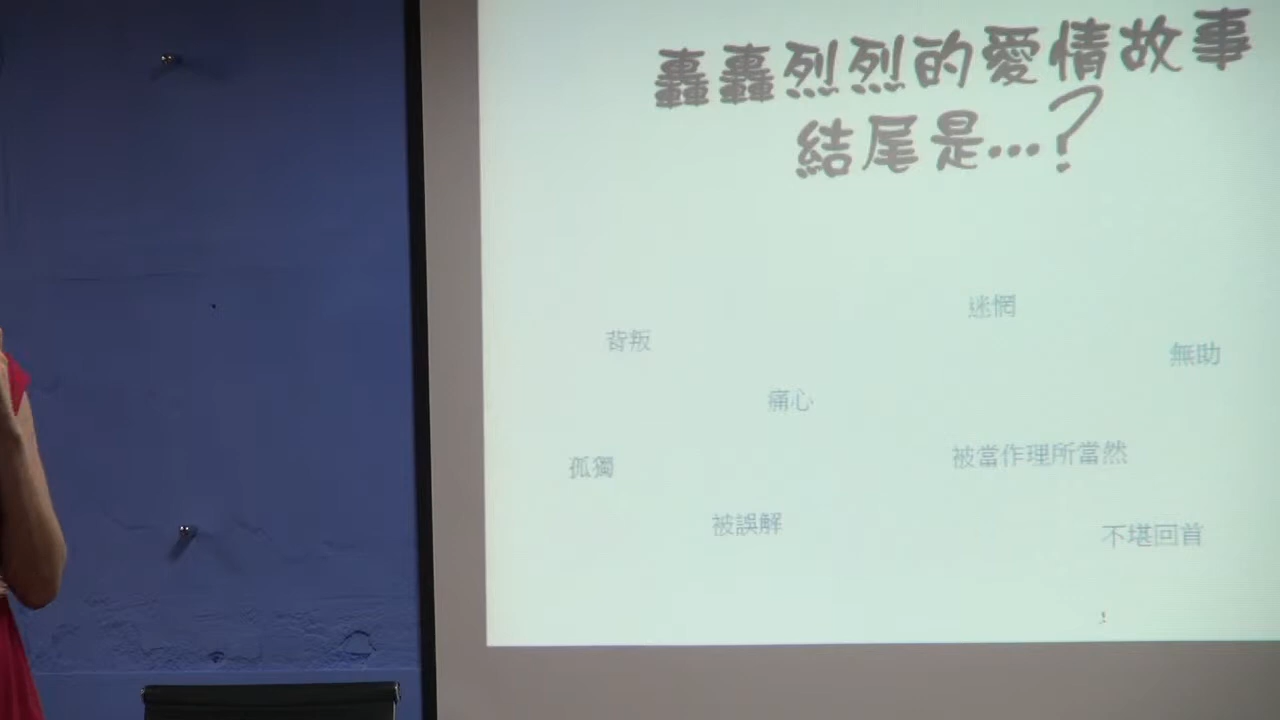 轟轟烈烈的愛情故事
結尾是...?
迷惘
背叛
無助
痛心
被當作理所當然
孤獨
被誤解
不堪回首